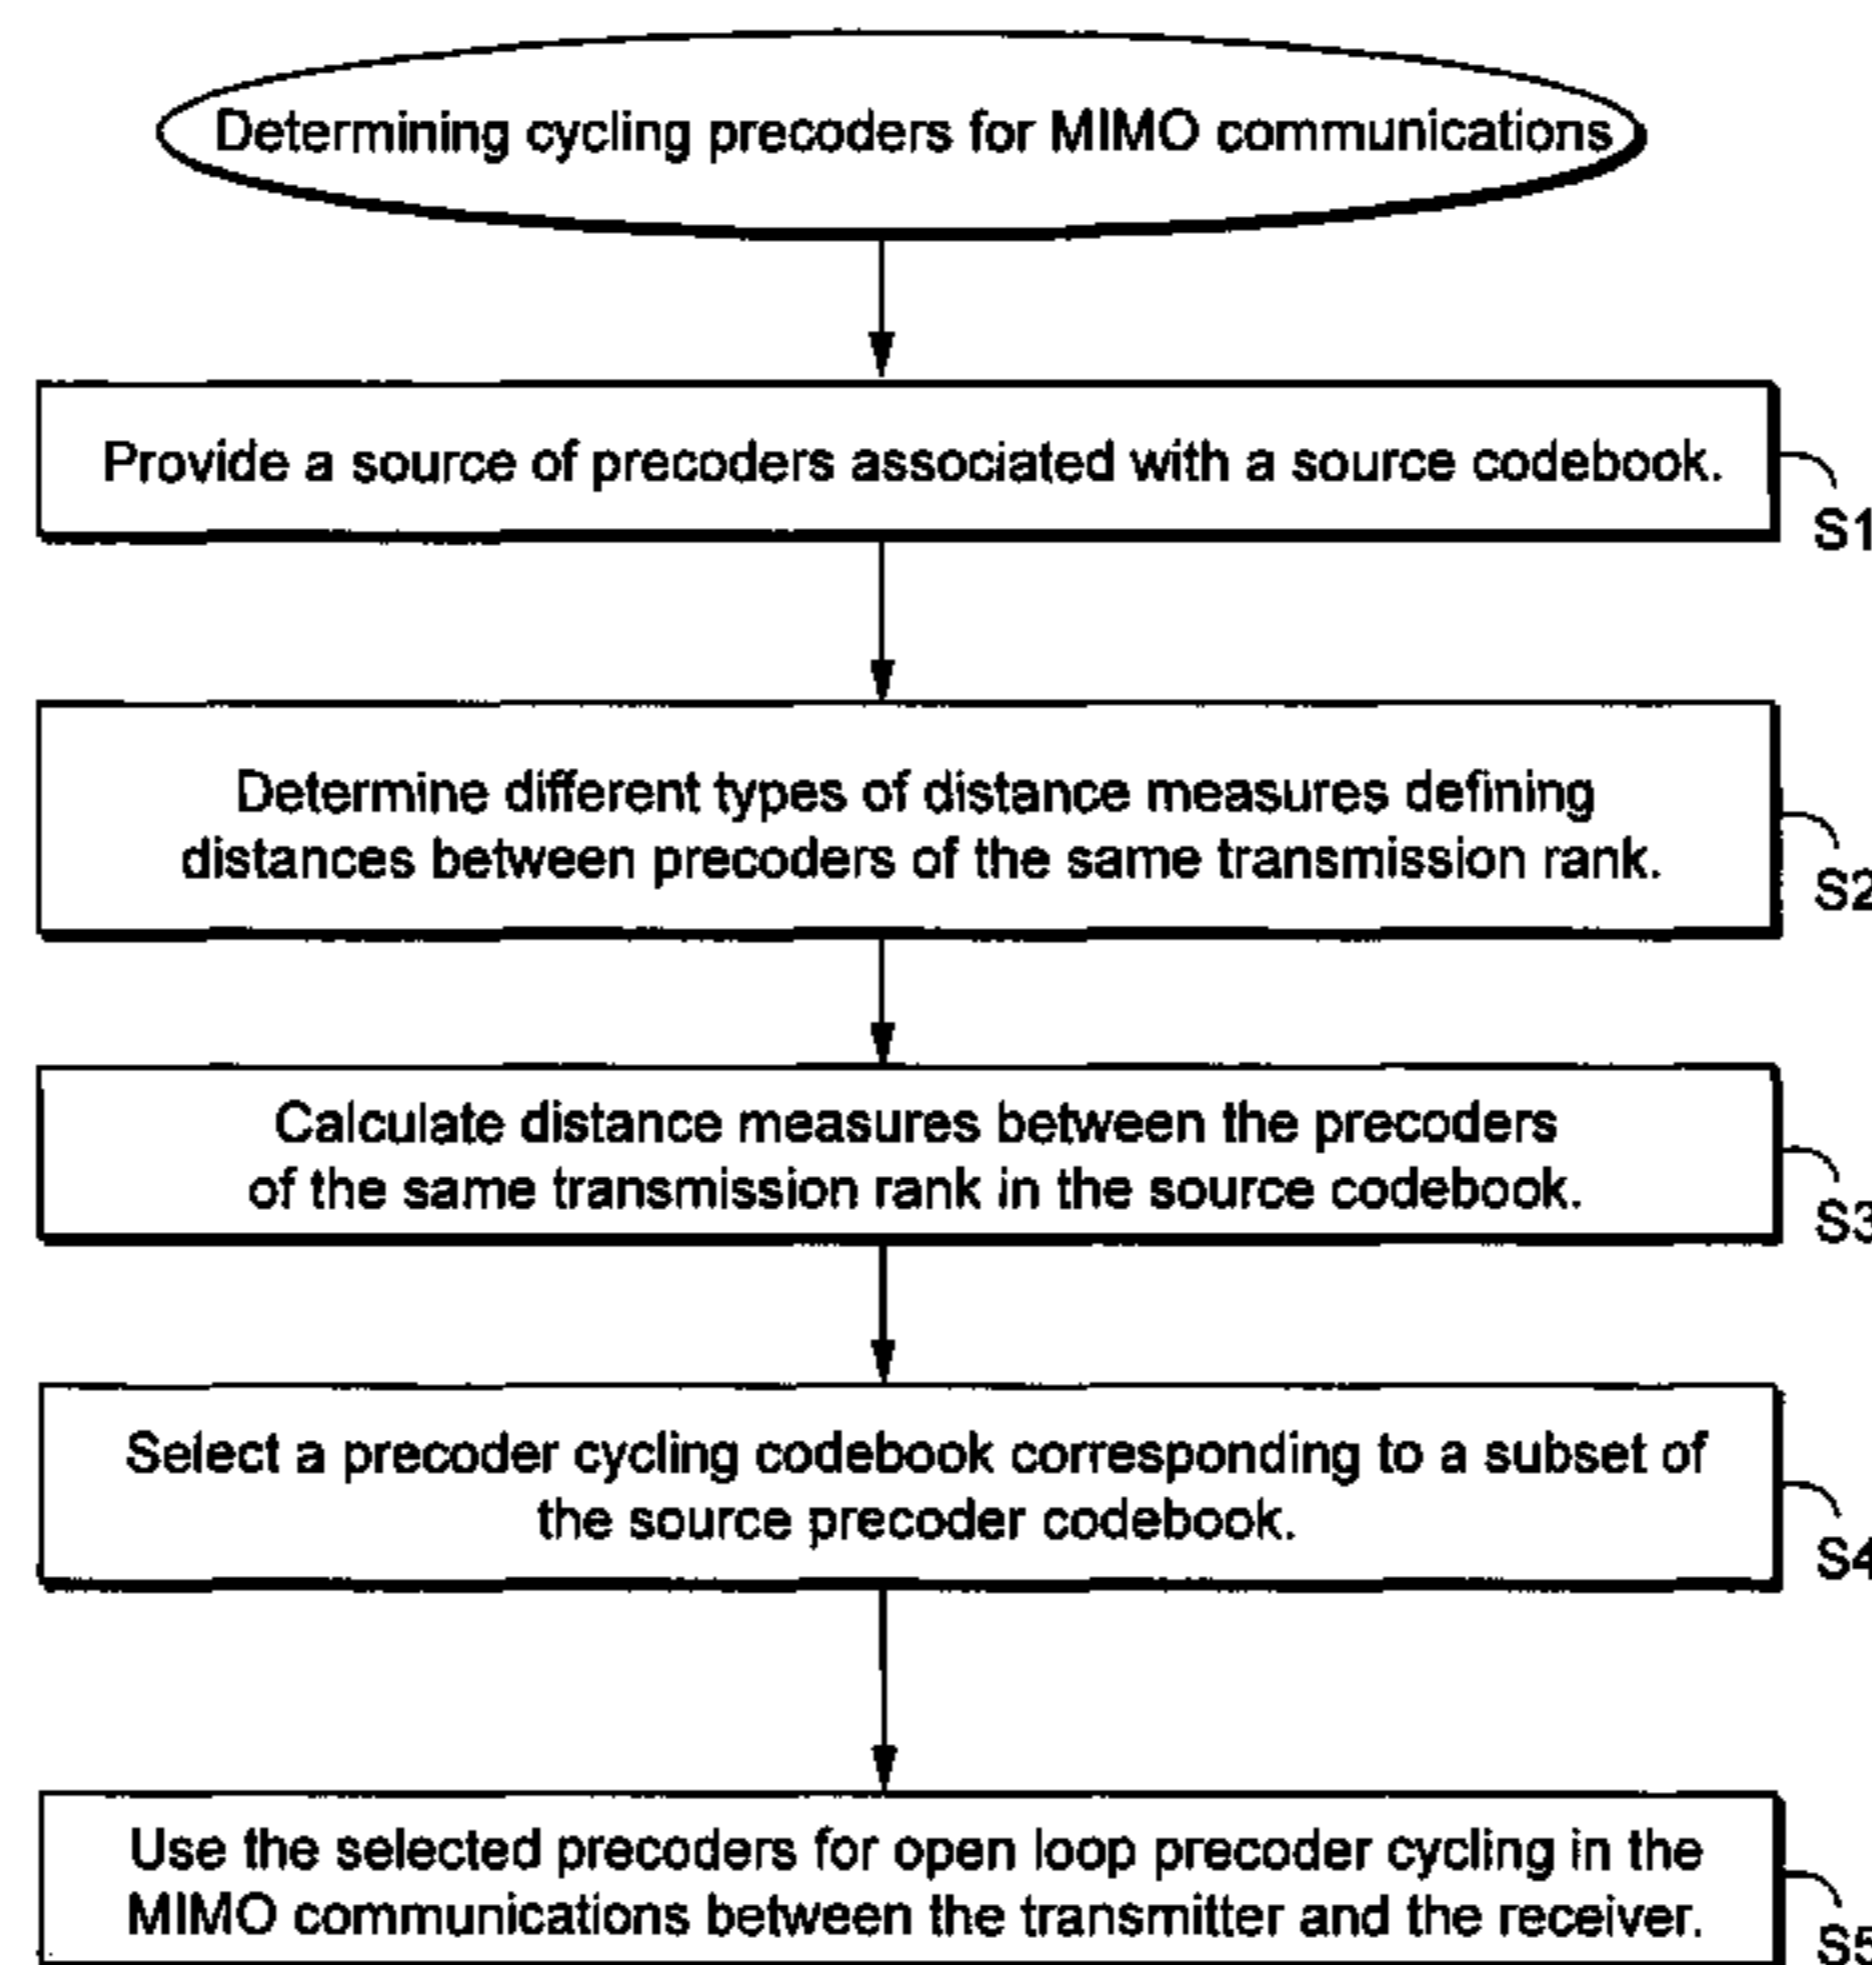 Determining cycling precoders for MIMO communications
Provide a source of precoders associated with a source codebook.
S1
Determine different types of distance measures defining
distances between precoders of the same transmission rank.
S2
Calculate distance measures between the precoders
of the same transmission rank in the source codebook.
S3
Select a precoder cycling codebook corresponding to a subset of
the source precoder codebook.
S4
Use the selected precoders for open loop precoder cycling in the
MIMO communications between the transmitter and the receiver.
S5